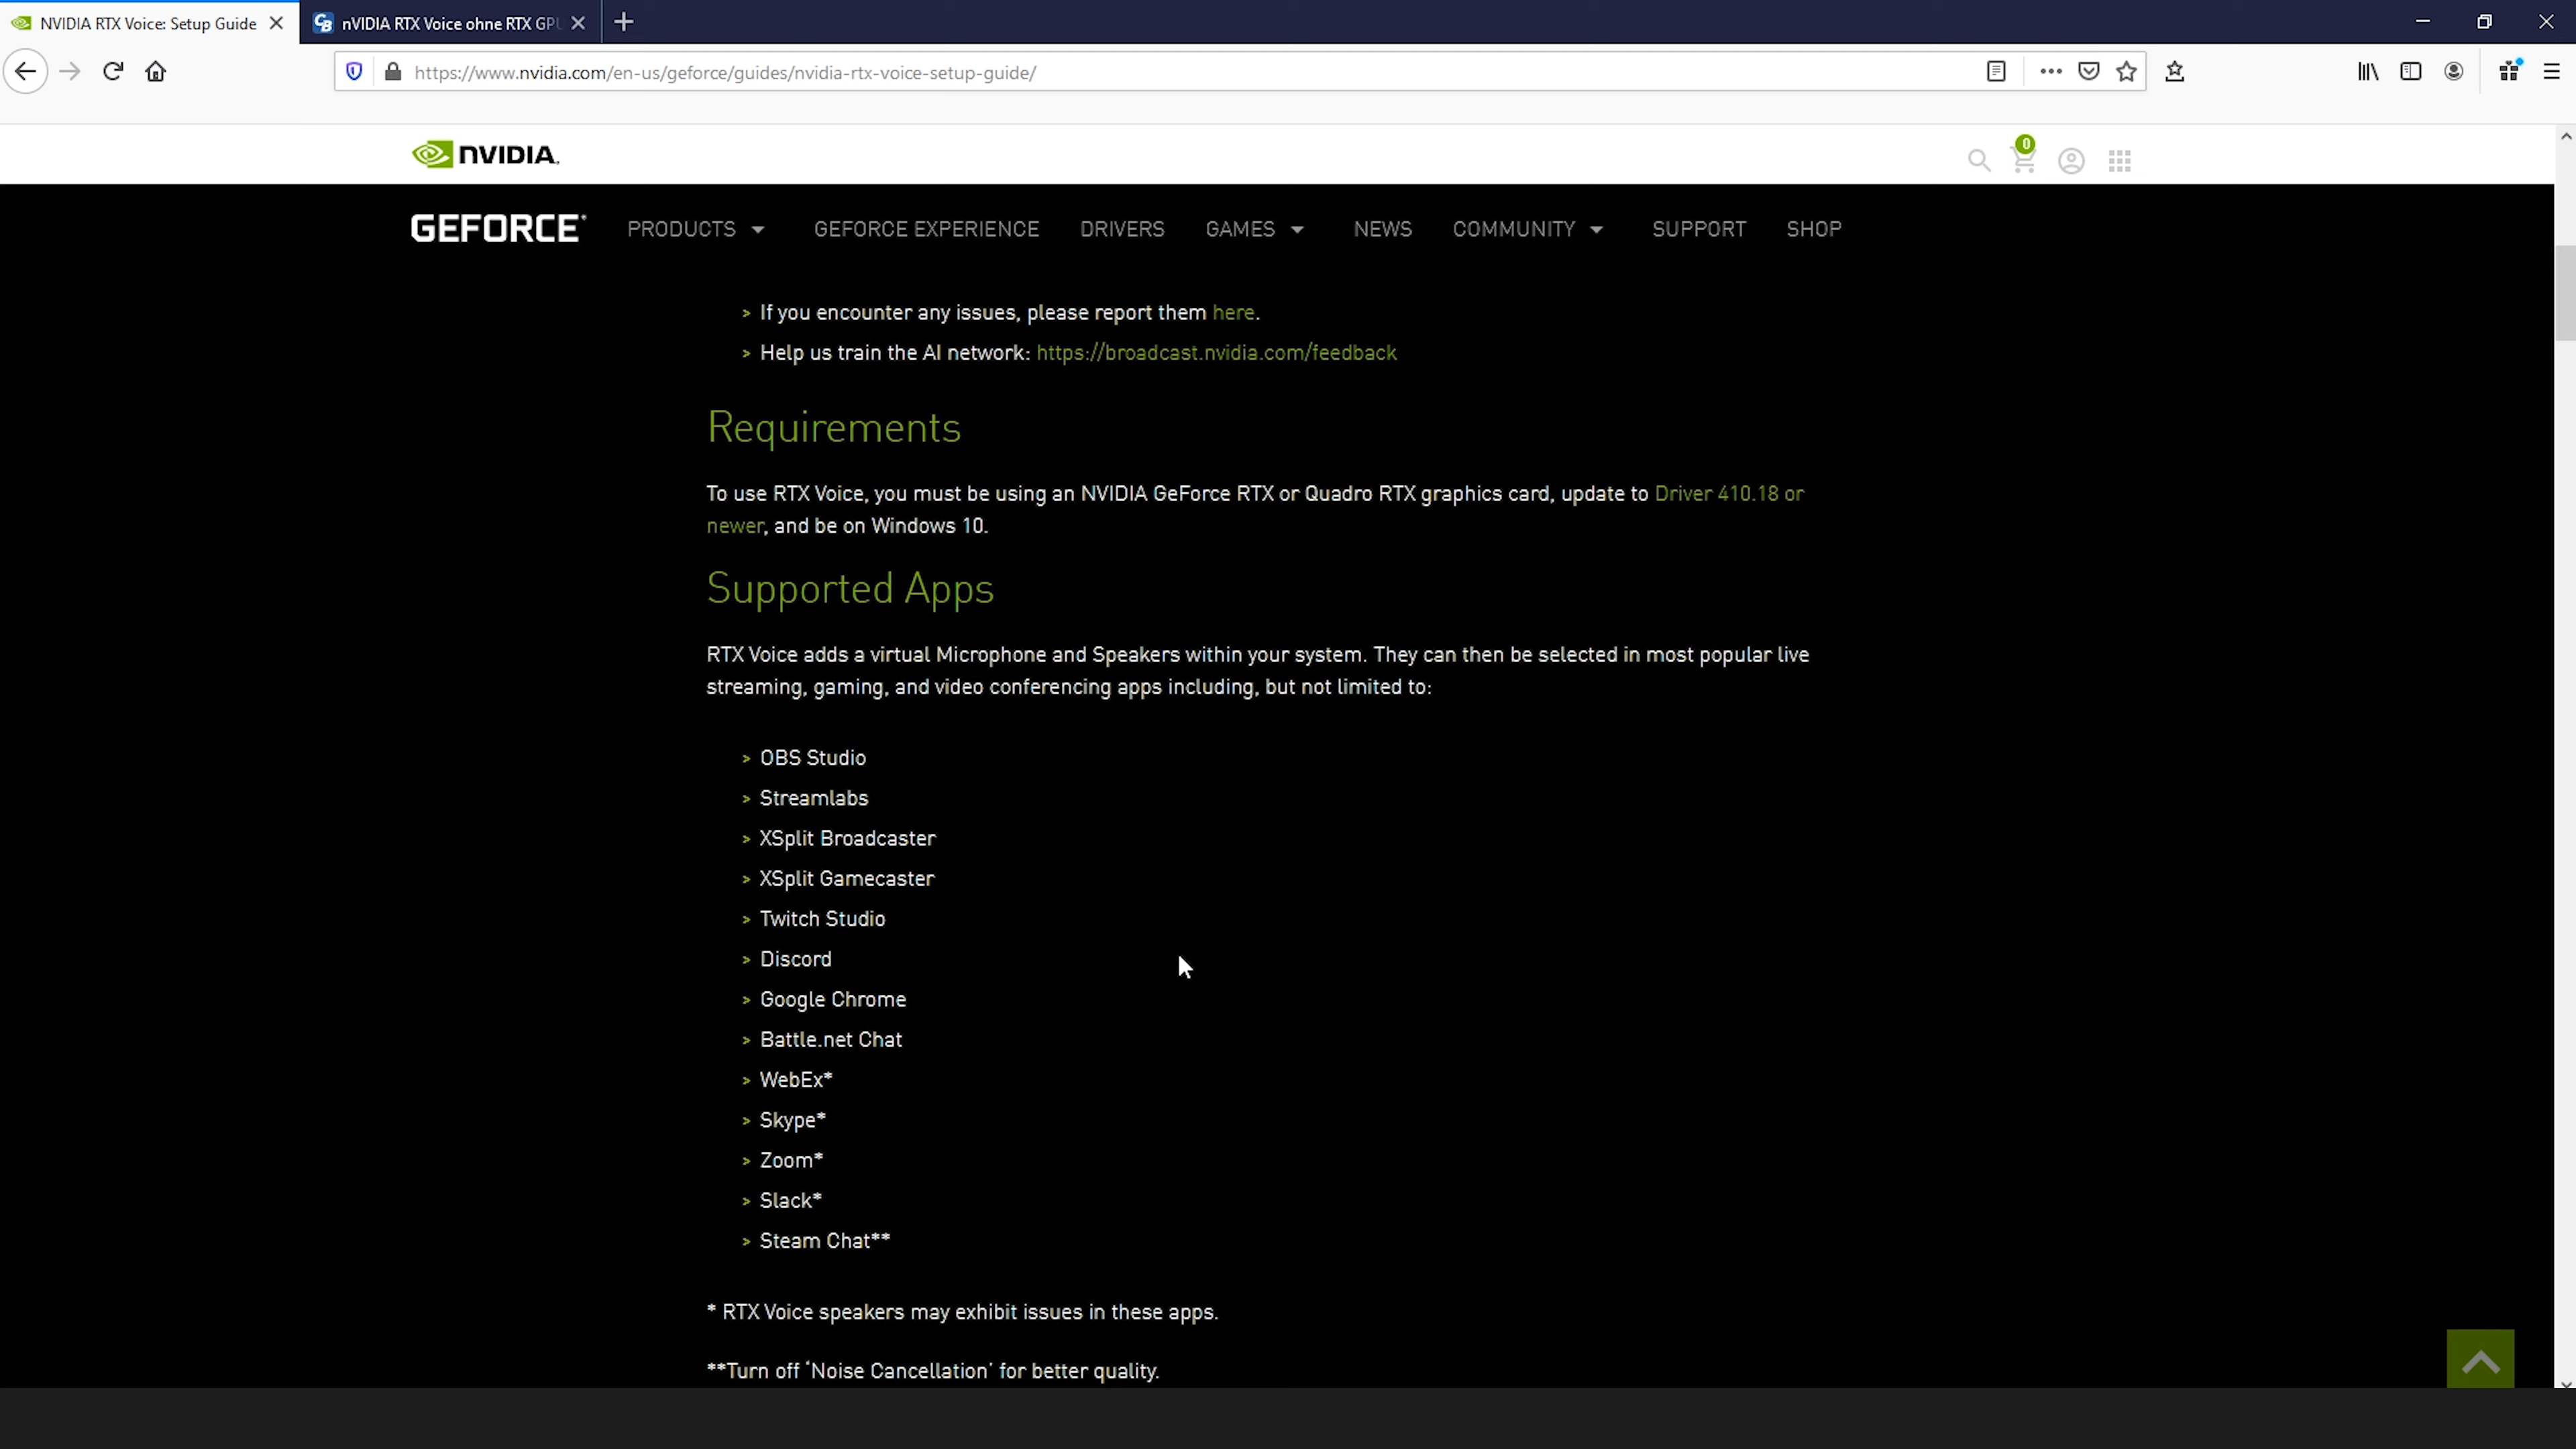 NVIDIA RTX Voice: Setup Guide
nVIDIA RTX Voice ohne RTX GPU
https://www.nvidia.com/en-us/geforce/guides/nvidia-rtx-voice-setup-guide/
NVIDIA
0
GEFORCE PRODUCTS GEFORCE EXPERIENCE DRIVERS GAMES NEWS COMMUNITY SUPPORT SHOP
> If you encounter any issues, please report them here.
> Help us train the AI network: https://broadcast.nvidia.com/feedback
Requirements
To use RTX Voice, you must be using an NVIDIA GeForce RTX or Quadro RTX graphics card, update to Driver 410.18 or
newer, and be on Windows 10.
Supported Apps
RTX Voice adds a virtual Microphone and Speakers within your system. They can then be selected in most popular live
streaming, gaming, and video conferencing apps including, but not limited to:
> OBS Studio
> Streamlabs
> XSplit Broadcaster
> XSplit Gamecaster
> Twitch Studio
> Discord
> Google Chrome
> Battle.net Chat
> WebEx*
> Skype*
> Zoom*
> Slack*
> Steam Chat**
* RTX Voice speakers may exhibit issues in these apps.
**Turn off ‘Noise Cancellation’ for better quality.